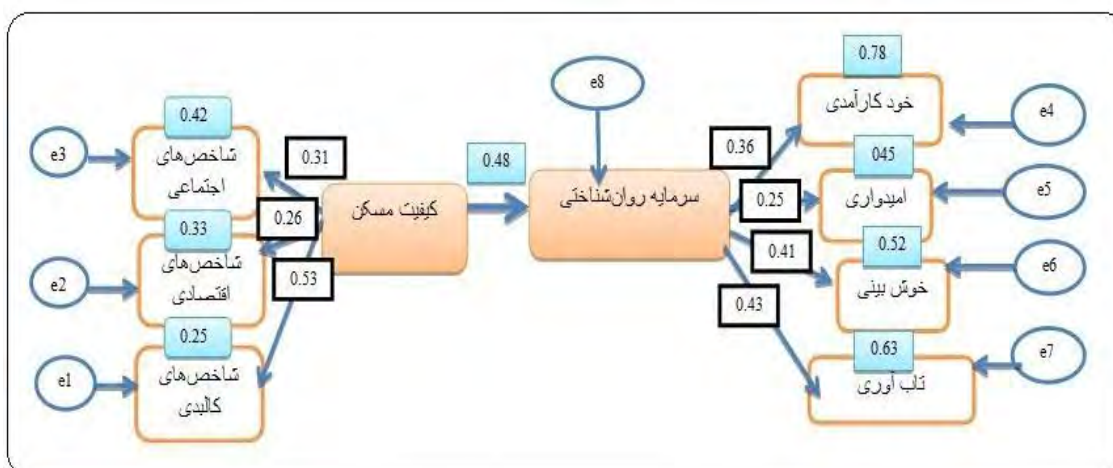 0.78
خود کارآمدی
e4
e8
0.42
شاخص‌های
اجتماعی
e3
0.31
0.48
0.36
045
امیدواری
e5
0.25
سرمایه روان‌شناختی
کیفیت مسکن
0.26
0.33
شاخص‌های
اقتصادی
e2
0.53
0.41
0.52
خوش بینی
e6
0.43
0.25
شاخص‌های
کالبدی
e1
0.63
تاب آوری
e7